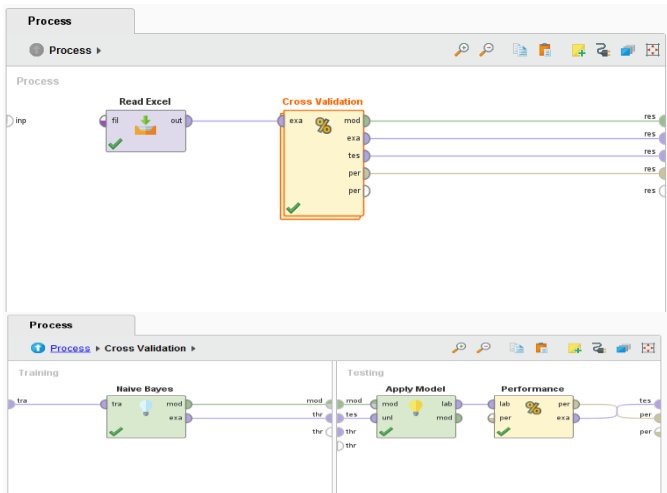 Process
Process
Process
Read Excel
Cross Validation
inp
fil
out
exa
mod
exa
tes
per
per
res
res
res
res
res
Process
Process
Cross Validation
Training
Testing
Naive Bayes
Apply Model
Performance
tra
tra
mod
exa
mod
thr
thr
mod
tes
thr
thr
mod
unl
lab
mod
lab
per
per
exa
tes
per
per